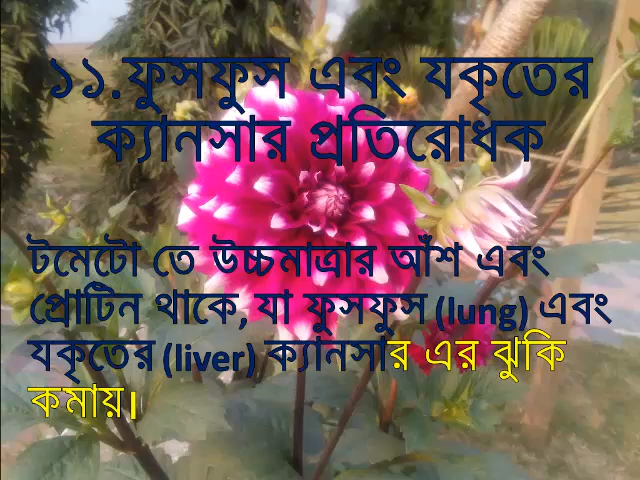 ১১.ফুসফুস এবং যকৃতের
ক্যানসার প্রতিরোধক
টমেটো তে উচ্চমাত্রার আঁশ এবং
প্রোটিন থাকে, যা ফুসফুস (lung) এবং
যকৃতের (liver) ক্যানসার এর ঝুকি
কমায়।